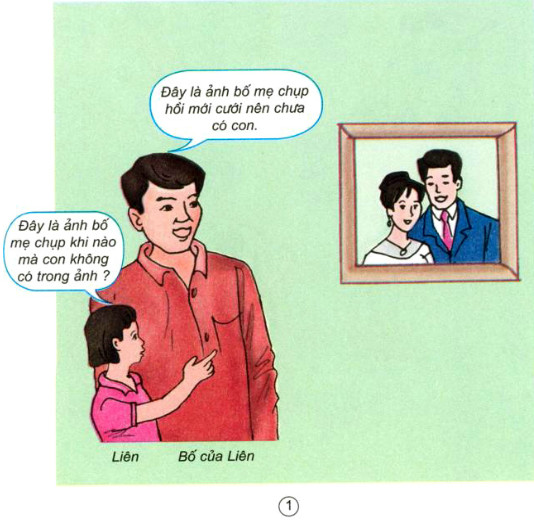 Đây là ảnh bố mẹ chụp
hồi mới cưới nên chưa
có con.
Đây là ảnh bố
mẹ chụp khi nào
mà con không
có trong ảnh ?
Liên
Bố của Liên
1